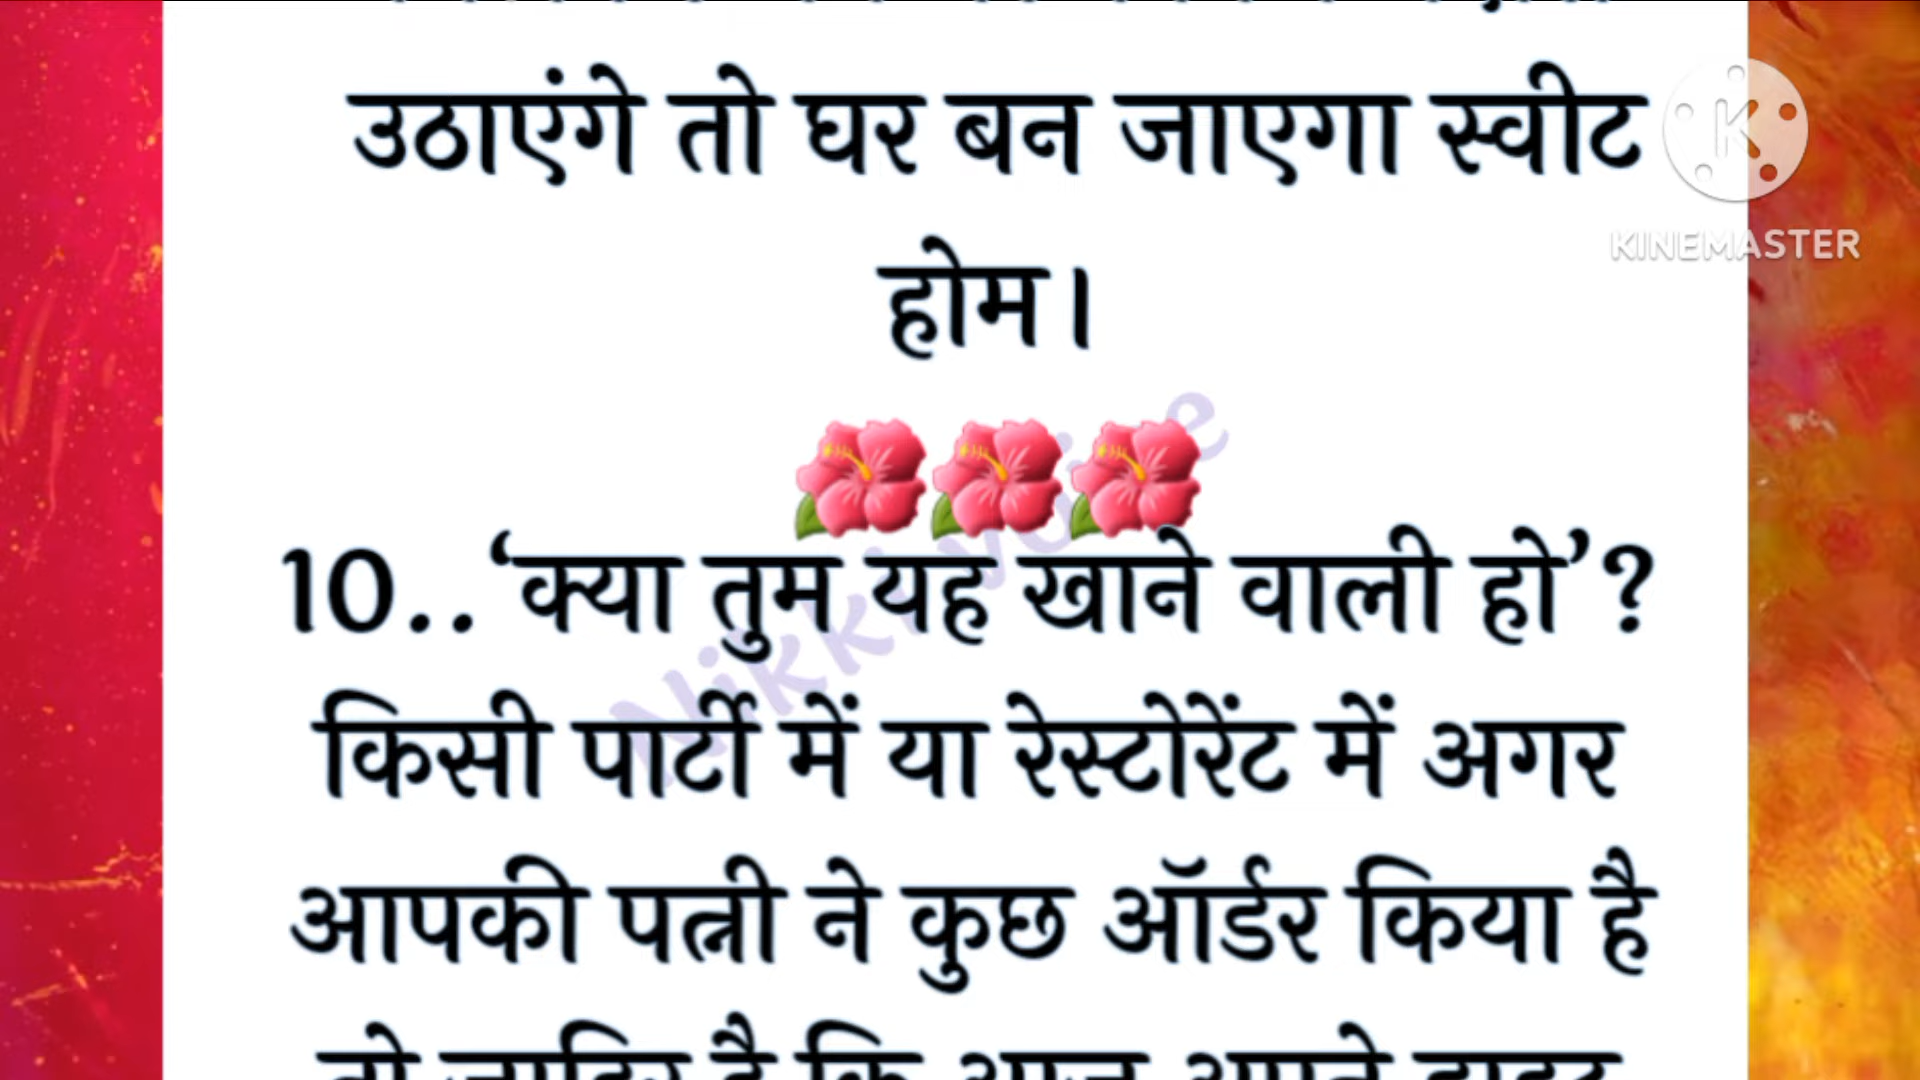 उठाएंगे तो घर बन जाएगा स्वीट
होम।
10..‘क्या तुम यह खाने वाली हो’?
किसी पार्टी में या रेस्टोरेंट में अगर
आपकी पत्नी ने कुछ ऑर्डर किया है
KINEMASTER